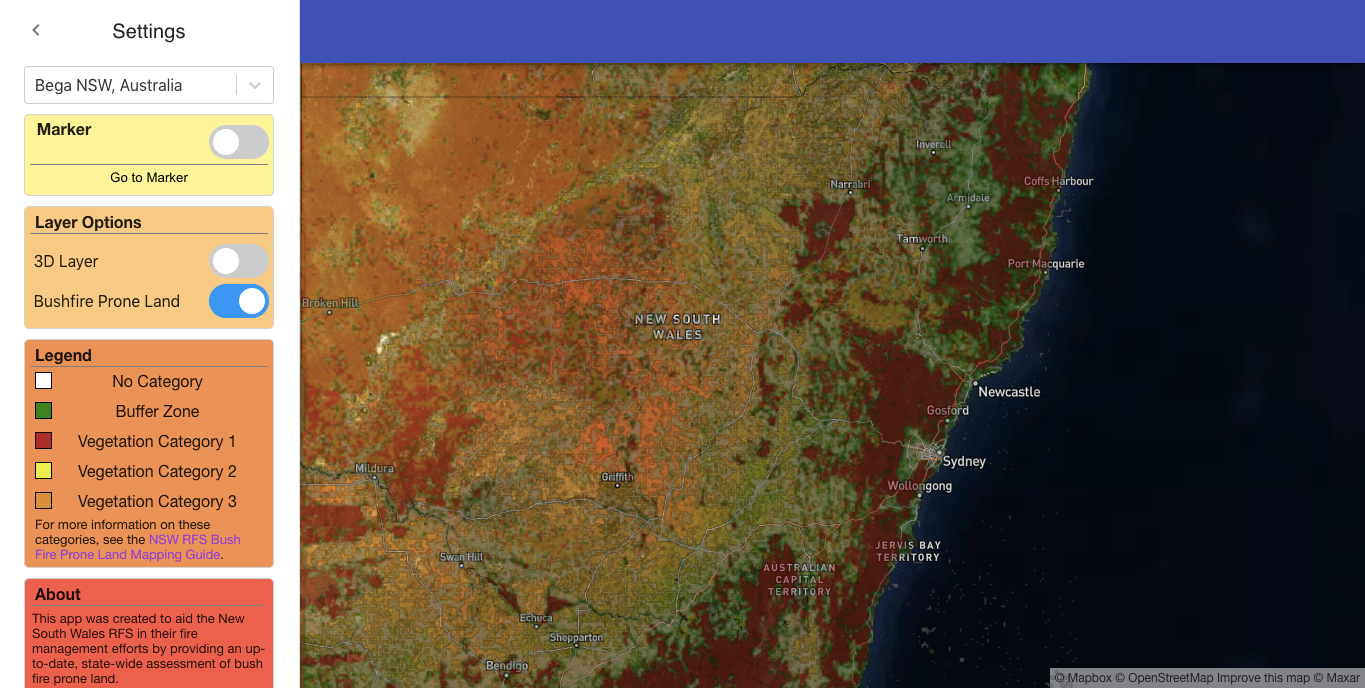 Settings
Bega NSW, Australia
Marker
Go to Marker
Layer Options
3D Layer
Bushfire Prone Land
Legend
No Category
Buffer Zone
Vegetation Category 1
Vegetation Category 2
Vegetation Category 3
For more information on these
categories, see the NSW RFS Bush
Fire Prone Land Mapping Guide.
About
This app was created to aid the New
South Wales RFS in their fire
management efforts by providing an up-
to-date, state-wide assessment of bush
fire prone land.
Inverell
Coffs Harbour
Narrabri
Armidale
Tamworth
Port Macquarie
Broken Hill
NEW SOUTH
WALES
Newcastle
Gosford
Sydney
Mildura
Griffith
Wollongong
JERVIS BAY
TERRITORY
Swan Hill
AUSTRALIAN
CAPITAL
TERRITORY
Echuca
Shepparton
Bendigo
© Mapbox © OpenStreetMap Improve this map © Maxar